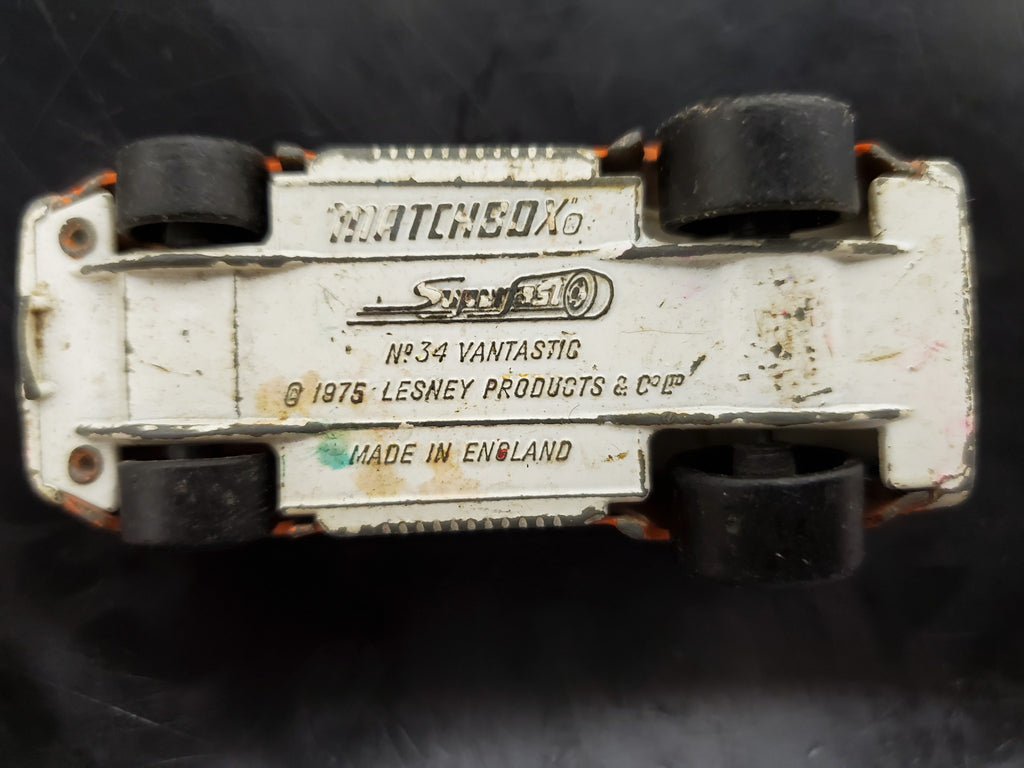 "MATCHBOX"®
Superfast
Nº34 VANTASTIC
© 1975 LESNEY PRODUCTS & Cº Lᵀᴰ
MADE IN ENGLAND